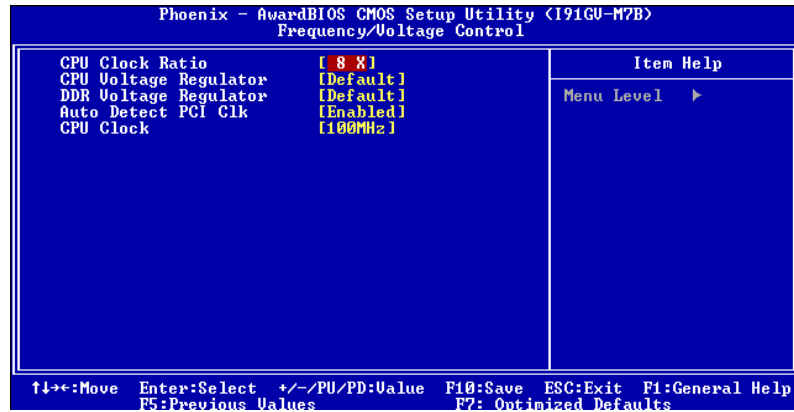 Phoenix - AwardBIOS CMOS Setup Utility <I91GV-M7B>
Frequency/Voltage Control
CPU Clock Ratio [ 8 X]
CPU Voltage Regulator [Default]
DDR Voltage Regulator [Default]
Auto Detect PCI Clk [Enabled]
CPU Clock [100MHz]
Item Help
Menu Level ▶
↑↓→←:Move Enter:Select +/-/PU/PD:Value F10:Save ESC:Exit F1:General Help
F5:Previous Values F7: Optimized Defaults